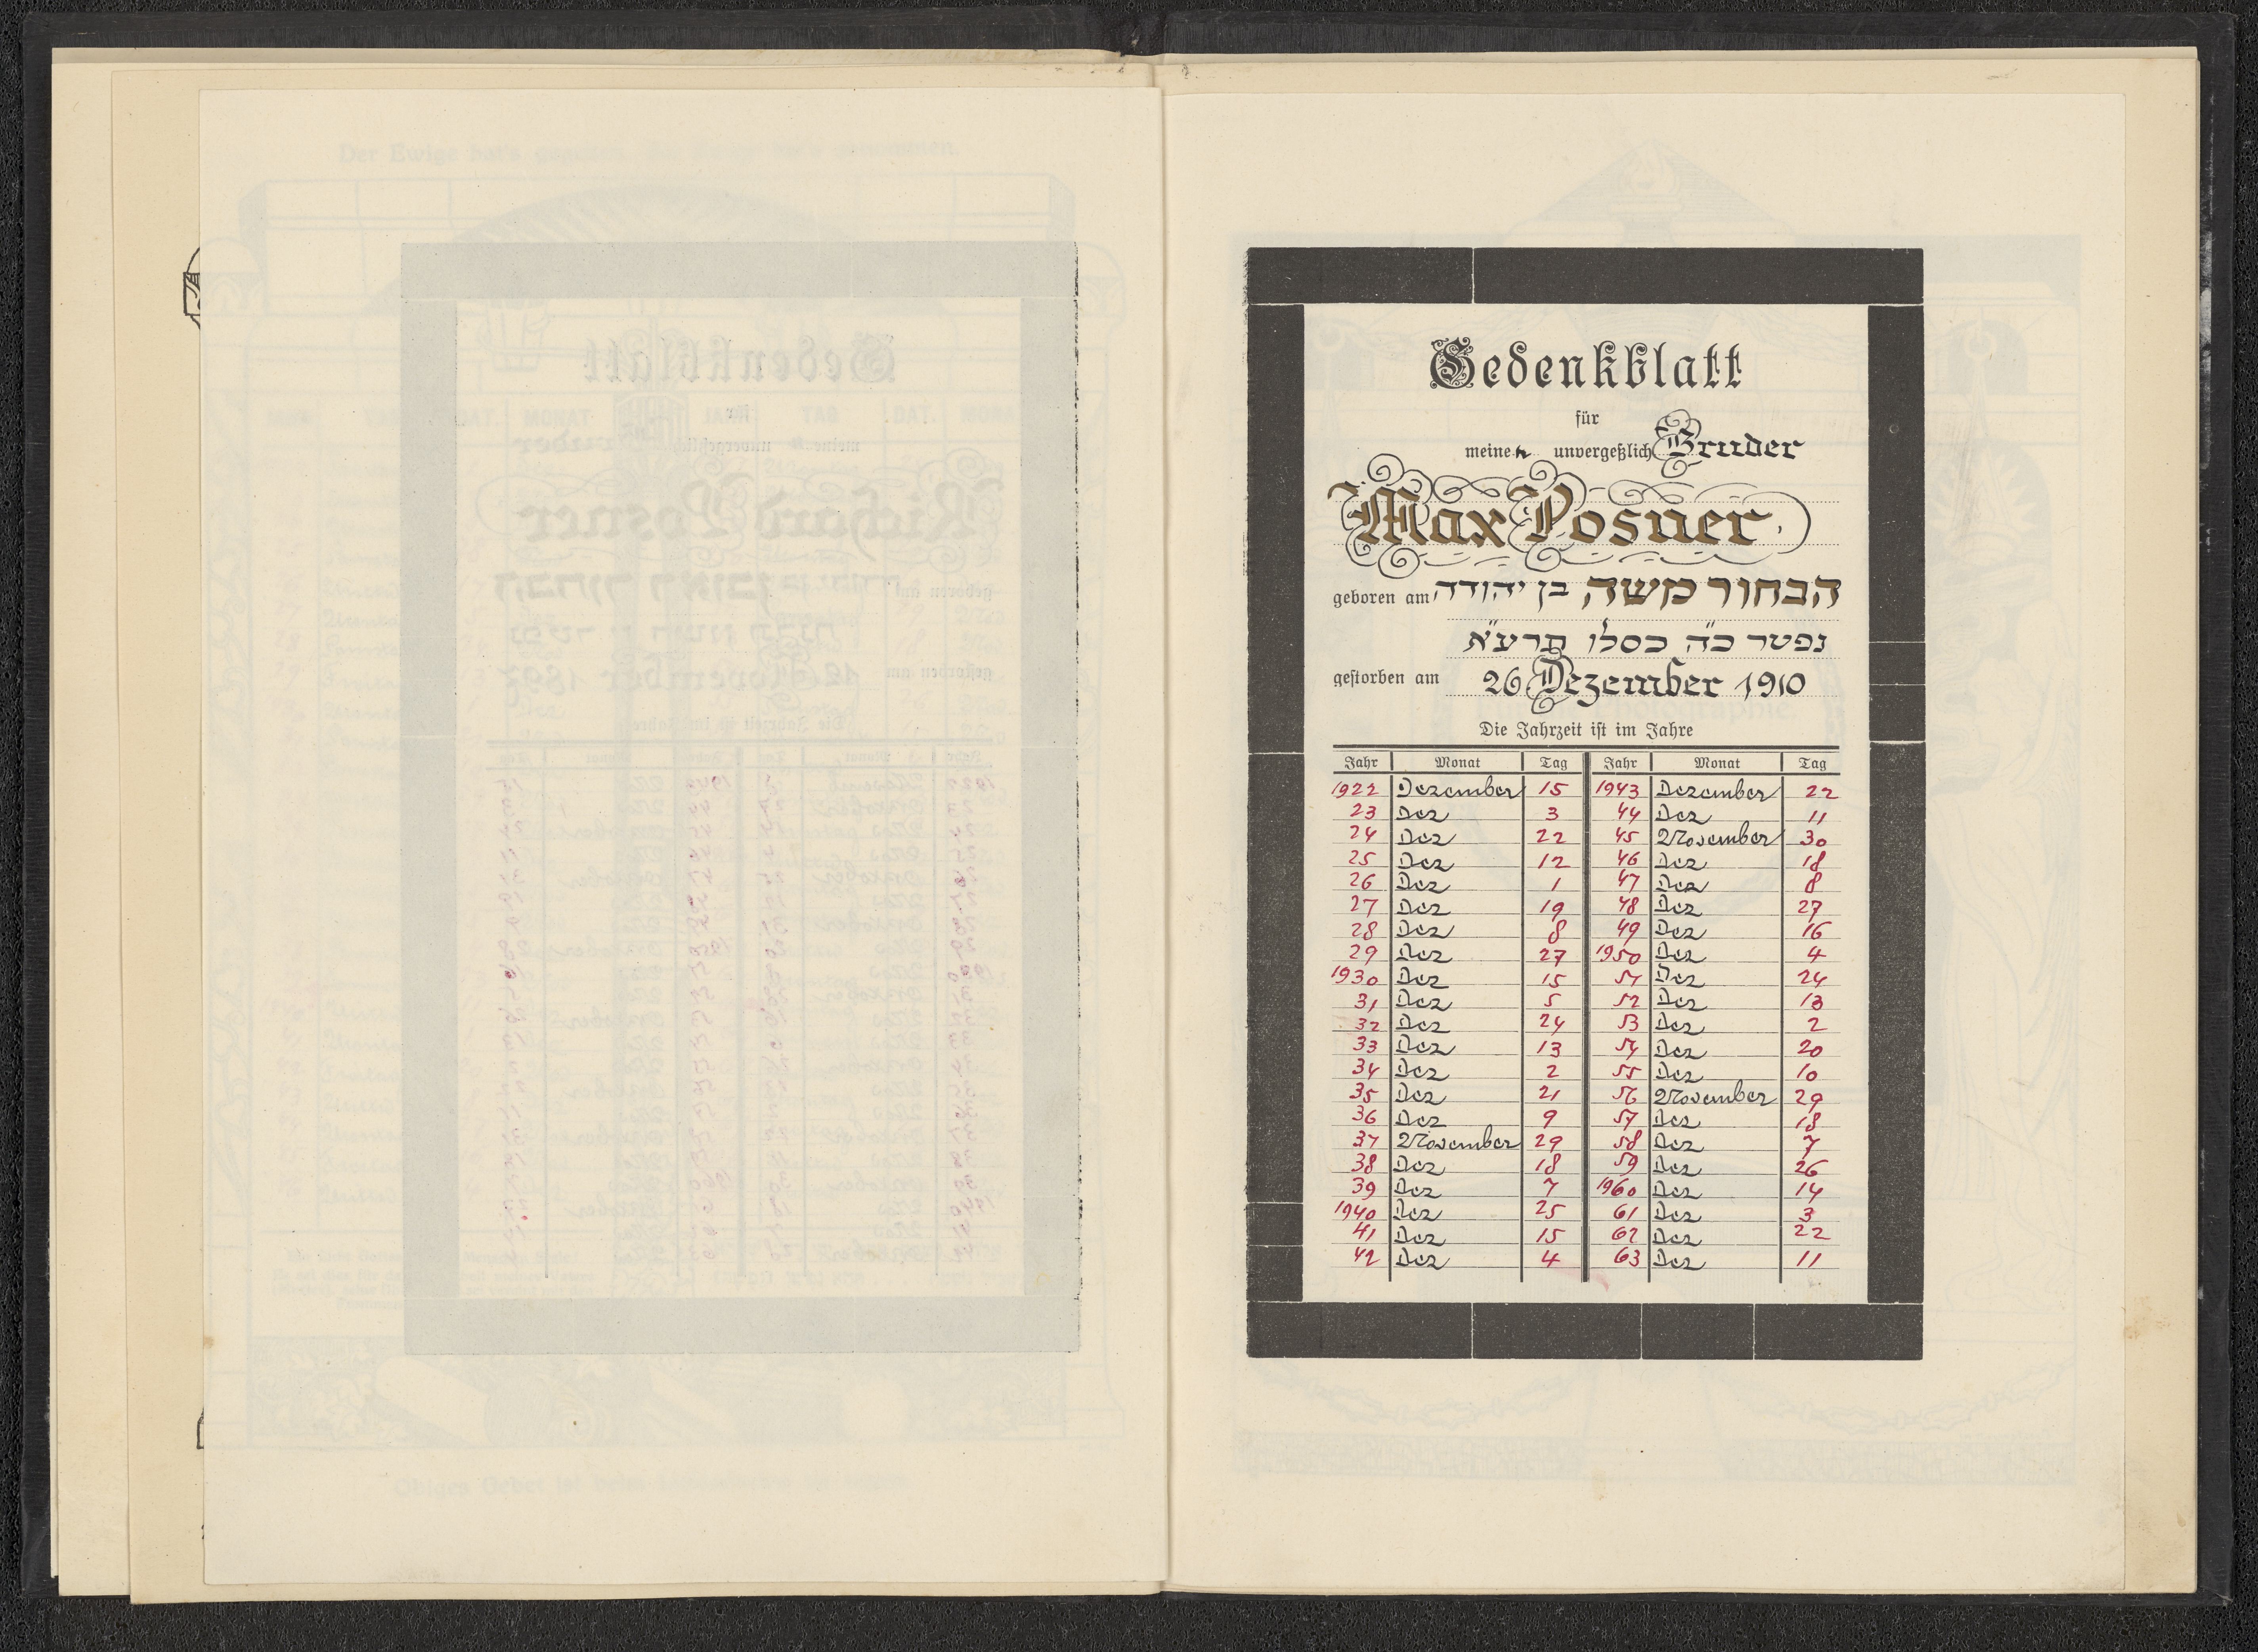 Gedenkblatt
für
meinen unvergeßlich Bruder
Max Posner
geboren am הבחור משה בן יהודה
נפטר כ"ה כסלו תרע"א
gestorben am 26 Dezember 1910
Die Jahrzeit ist im Jahre
Jahr Monat Tag Jahr Monat Tag
1922 Dezember 15 1943 Dezember 22
23 Dez 3 44 Dez 11
24 Dez 22 45 November 30
25 Dez 12 46 Dez 18
26 Dez 1 47 Dez 8
27 Dez 19 48 Dez 27
28 Dez 8 49 Dez 16
29 Dez 27 1950 Dez 4
1930 Dez 15 51 Dez 24
31 Dez 5 52 Dez 13
32 Dez 24 53 Dez 2
33 Dez 13 54 Dez 20
34 Dez 2 55 Dez 10
35 Dez 21 56 November 29
36 Dez 9 57 Dez 18
37 November 29 58 Dez 7
38 Dez 18 59 Dez 26
39 Dez 7 1960 Dez 14
1940 Dez 25 61 Dez 3
41 Dez 15 62 Dez 22
42 Dez 4 63 Dez 11